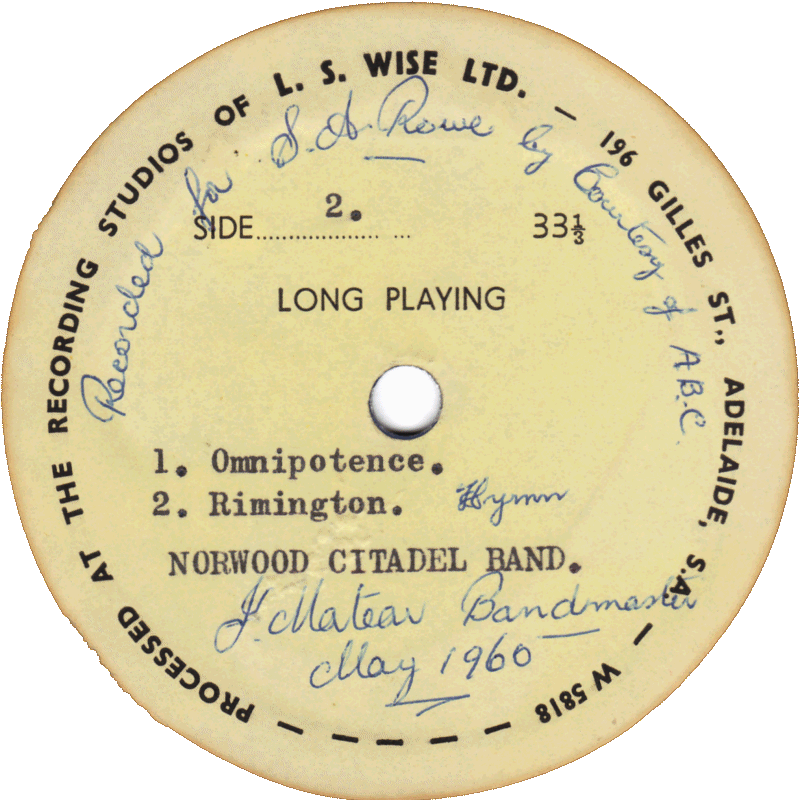 PROCESSED AT THE RECORDING STUDIOS OF L. S. WISE LTD. — 196 GILLES ST., ADELAIDE, S.A. — W 5818
Recorded for S. A. Rowe by Courtesy of A.B.C.
SIDE 2. 33⅓
LONG PLAYING
1. Omnipotence.
2. Rimington. Hymn
NORWOOD CITADEL BAND.
Matear Bandmaster
May 1960